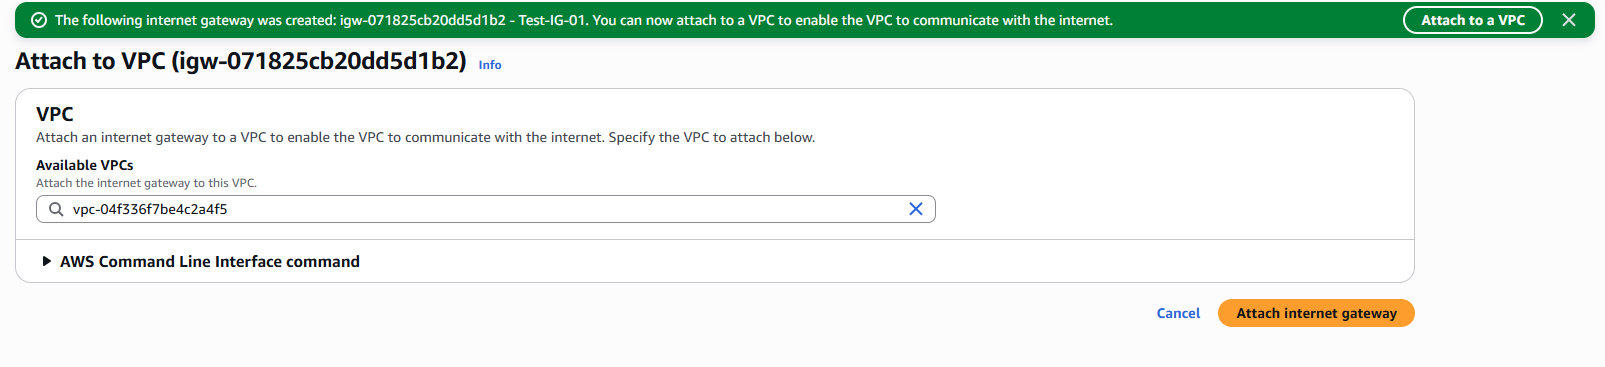 The following internet gateway was created: igw-071825cb20dd5d1b2 - Test-IG-01. You can now attach to a VPC to enable the VPC to communicate with the internet.
Attach to a VPC
Attach to VPC (igw-071825cb20dd5d1b2)
Info
VPC
Attach an internet gateway to a VPC to enable the VPC to communicate with the internet. Specify the VPC to attach below.
Available VPCs
Attach the internet gateway to this VPC.
vpc-04f336f7be4c2a4f5
AWS Command Line Interface command
Cancel
Attach internet gateway